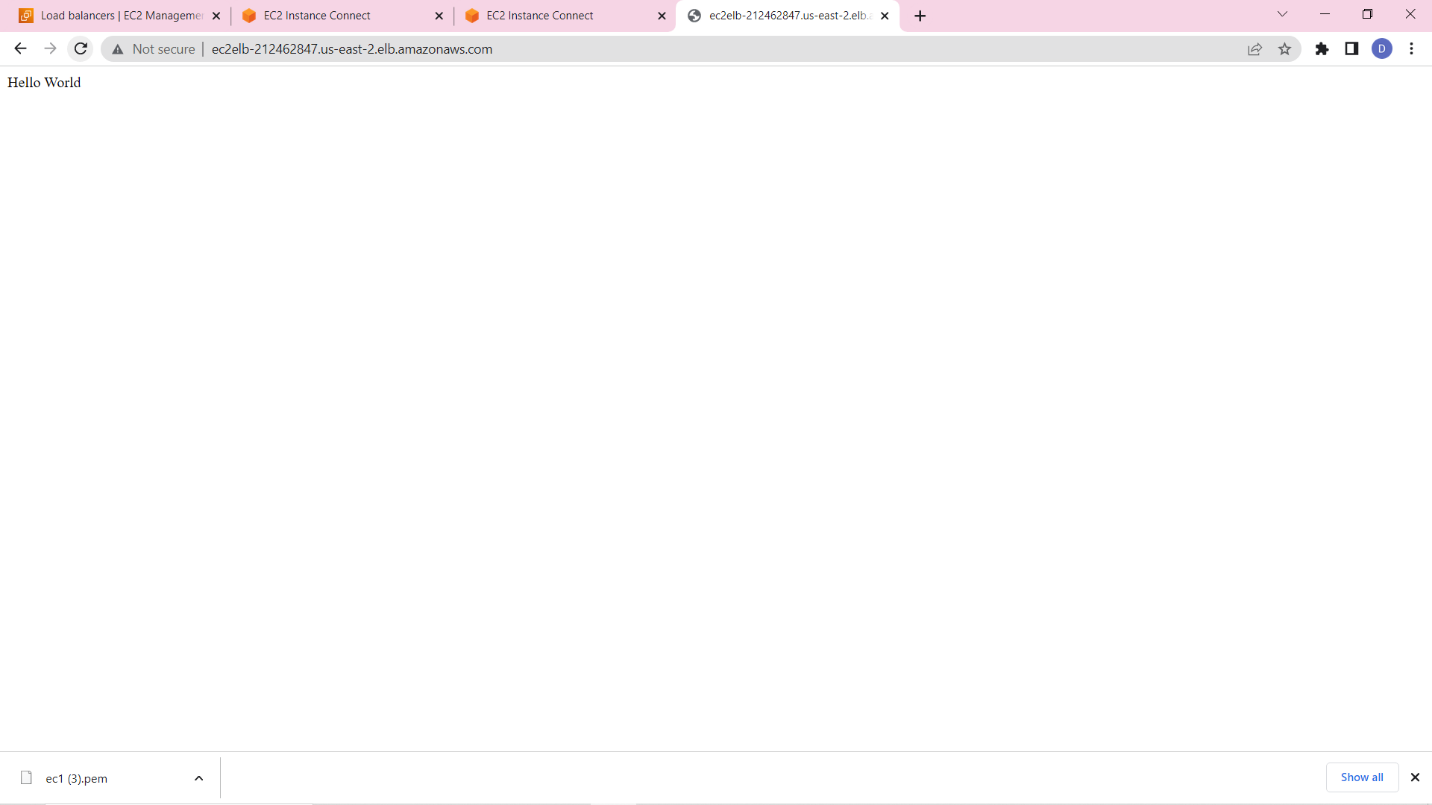 Load balancers | EC2 Manageme
EC2 Instance Connect
EC2 Instance Connect
ec2elb-212462847.us-east-2.elb.
Not secure | ec2elb-212462847.us-east-2.elb.amazonaws.com
D
Hello World
ec1 (3).pem
Show all